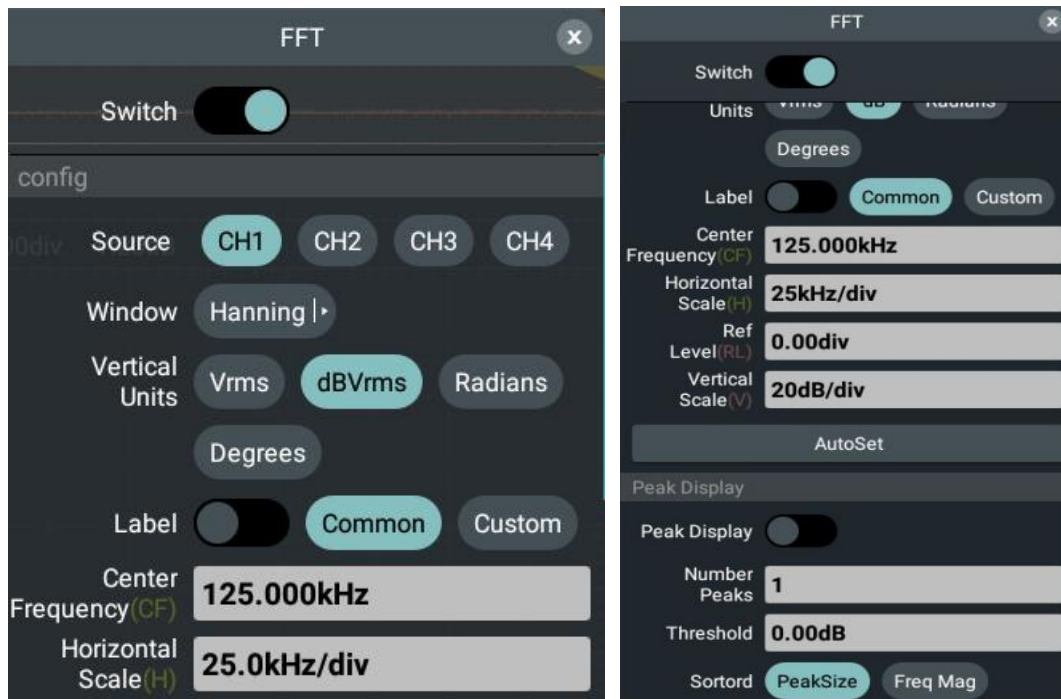 FFT
x
Switch
config
Source CH1 CH2 CH3 CH4
Window Hanning
Vertical
Units Vrms dBVrms Radians
Degrees
Label Common Custom
Center
Frequency(CF) 125.000kHz
Horizontal
Scale(H) 25.0kHz/div
FFT
x
Switch
Units Vrms dB Radians
Degrees
Label Common Custom
Center
Frequency(CF) 125.000kHz
Horizontal
Scale(H) 25kHz/div
Ref
Level(RL) 0.00div
Vertical
Scale(V) 20dB/div
AutoSet
Peak Display
Peak Display
Number
Peaks 1
Threshold 0.00dB
Sortord PeakSize Freq Mag